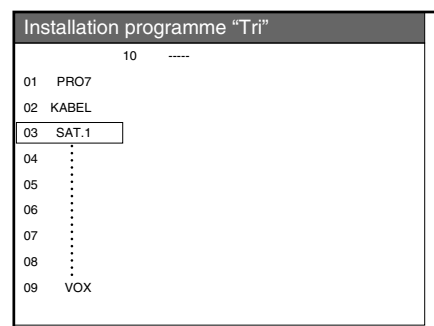 Installation programme “Tri”
10 -----
01 PRO7
02 KABEL
03 SAT.1
04
05
06
07
08
09 VOX